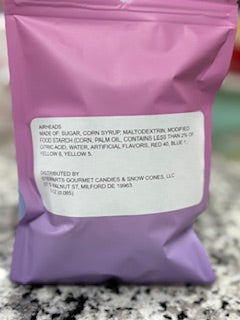 AIRHEADS
MADE OF: SUGAR, CORN SYRUP, MALTODEXTRIN, MODIFIED
FOOD STARCH (CORN, PALM OIL, CONTAINS LESS THAN 2% OF
CITRIC ACID, WATER, ARTIFICIAL FLAVORS, RED 40, BLUE 1,
YELLOW 6, YELLOW 5.
DISTRIBUTED BY
GOURMET CANDIES & SNOW CONES, LLC
WALNUT ST, MILFORD DE 19963
(0.085)